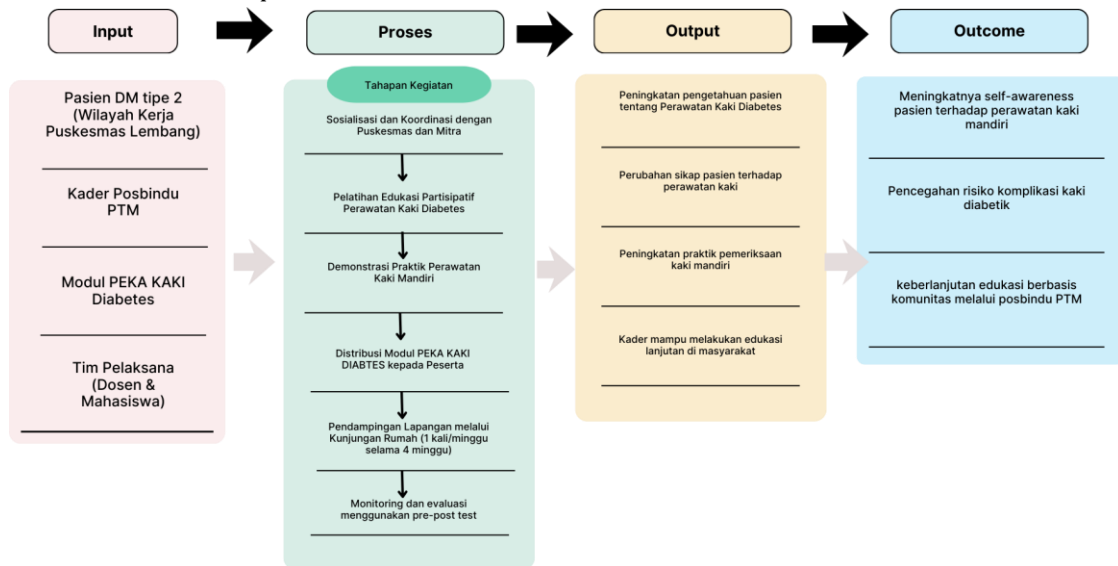 Input
Proses
Output
Outcome
Pasien DM tipe 2
(Wilayah Kerja
Puskesmas Lembang)
Kader Posbindu
PTM
Modul PEKA KAKI
Diabetes
Tim Pelaksana
(Dosen &
Mahasiswa)
Tahapan Kegiatan
Sosialisasi dan Koordinasi dengan
Puskesmas dan Mitra
Pelatihan Edukasi Partisipatif
Perawatan Kaki Diabetes
Demonstrasi Praktik Perawatan
Kaki Mandiri
Distribusi Modul PEKA KAKI
DIABTES kepada Peserta
Pendampingan Lapangan melalui
Kunjungan Rumah (1 kali/minggu
selama 4 minggu)
Monitoring dan evaluasi
menggunakan pre-post test
Peningkatan pengetahuan pasien
tentang Perawatan Kaki Diabetes
Perubahan sikap pasien terhadap
perawatan kaki
Peningkatan praktik pemeriksaan
kaki mandiri
Kader mampu melakukan edukasi
lanjutan di masyarakat
Meningkatnya self-awareness
pasien terhadap perawatan kaki
mandiri
Pencegahan risiko komplikasi kaki
diabetik
keberlanjutan edukasi berbasis
komunitas melalui posbindu PTM